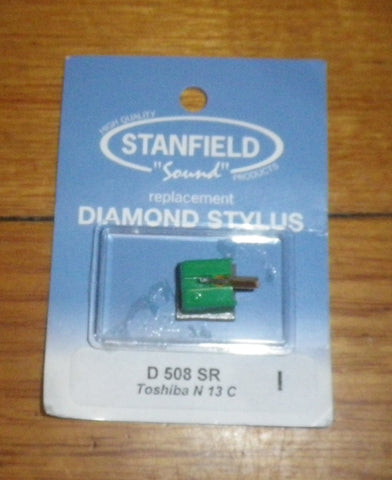 HIGH QUALITY
STANFIELD
"Sound"
PRODUCTS
replacement
DIAMOND STYLUS
D 508 SR
Toshiba N 13 C
I